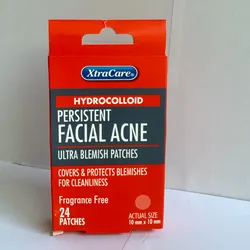 XtraCare®
HYDROCOLLOID
PERSISTENT
FACIAL ACNE
ULTRA BLEMISH PATCHES
COVERS & PROTECTS BLEMISHES
FOR CLEANLINESS
Fragrance Free
24
PATCHES
ACTUAL SIZE
10 mm x 10 mm